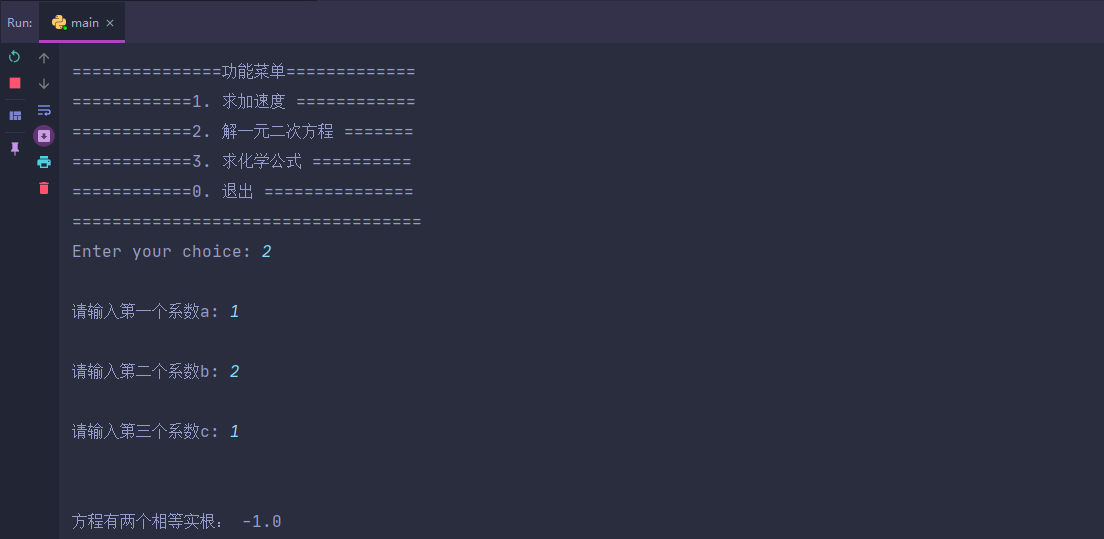 Run: main ×
===============功能菜单=============
============1. 求加速度 ============
============2. 解一元二次方程 =======
============3. 求化学公式 ==========
============0. 退出 ===============
===================================
Enter your choice: 2
请输入第一个系数a: 1
请输入第二个系数b: 2
请输入第三个系数c: 1
方程有两个相等实根： -1.0